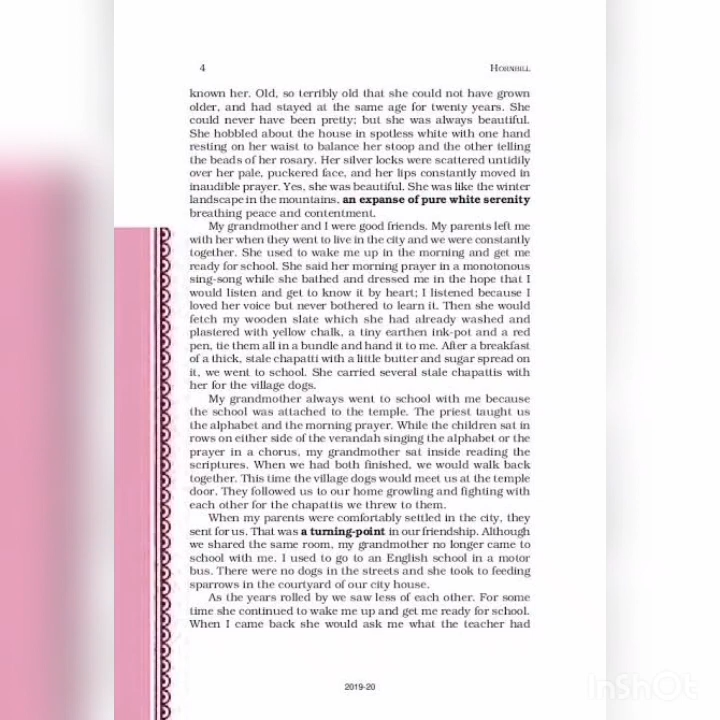 4
HORNBILL
known her. Old, so terribly old that she could not have grown
older, and had stayed at the same age for twenty years. She
could never have been pretty; but she was always beautiful.
She hobbled about the house in spotless white with one hand
resting on her waist to balance her stoop and the other telling
the beads of her rosary. Her silver locks were scattered untidily
over her pale, puckered face, and her lips constantly moved in
inaudible prayer. Yes, she was beautiful. She was like the winter
landscape in the mountains, an expanse of pure white serenity
breathing peace and contentment.
My grandmother and I were good friends. My parents left me
with her when they went to live in the city and we were constantly
together. She used to wake me up in the morning and get me
ready for school. She said her morning prayer in a monotonous
sing-song while she bathed and dressed me in the hope that I
would listen and get to know it by heart; I listened because I
loved her voice but never bothered to learn it. Then she would
fetch my wooden slate which she had already washed and
plastered with yellow chalk, a tiny earthen ink-pot and a red
pen, tie them all in a bundle and hand it to me. After a breakfast
of a thick, stale chapatti with a little butter and sugar spread on
it, we went to school. She carried several stale chapattis with
her for the village dogs.
My grandmother always went to school with me because
the school was attached to the temple. The priest taught us
the alphabet and the morning prayer. While the children sat in
rows on either side of the verandah singing the alphabet or the
prayer in a chorus, my grandmother sat inside reading the
scriptures. When we had both finished, we would walk back
together. This time the village dogs would meet us at the temple
door. They followed us to our home growling and fighting with
each other for the chapattis we threw to them.
When my parents were comfortably settled in the city, they
sent for us. That was a turning-point in our friendship. Although
we shared the same room, my grandmother no longer came to
school with me. I used to go to an English school in a motor
bus. There were no dogs in the streets and she took to feeding
sparrows in the courtyard of our city house.
As the years rolled by we saw less of each other. For some
time she continued to wake me up and get me ready for school.
When I came back she would ask me what the teacher had
2019-20
InShOt